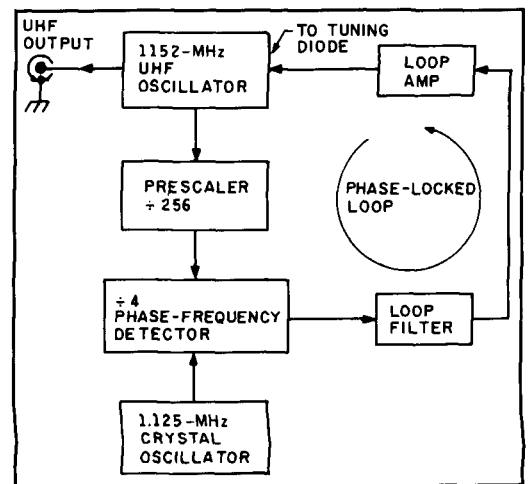 UHF
OUTPUT
1152-MHz
UHF
OSCILLATOR
TO TUNING
DIODE
LOOP
AMP
PRESCALER
÷ 256
PHASE-LOCKED
LOOP
÷4
PHASE-FREQUENCY
DETECTOR
LOOP
FILTER
1.125-MHz
CRYSTAL
OSCILLATOR